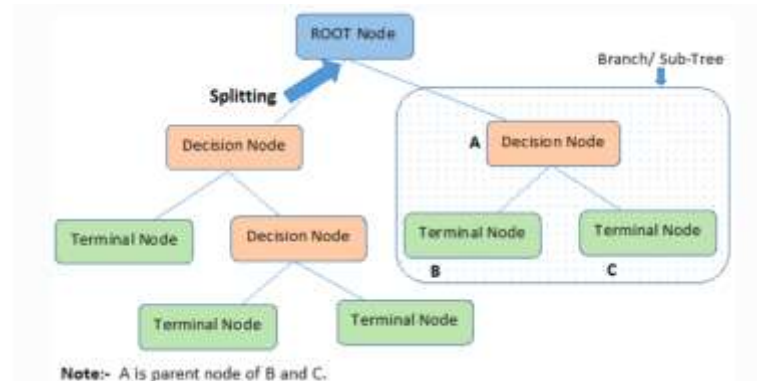 ROOT Node
Branch/ Sub-Tree
Splitting
Decision Node
A
Decision Node
Terminal Node
Decision Node
Terminal Node
Terminal Node
B
C
Terminal Node
Terminal Node
Note:- A is parent node of B and C.